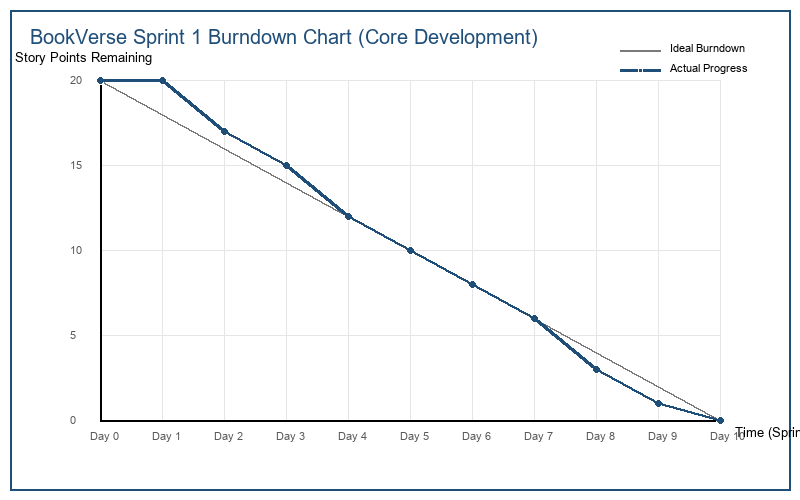 BookVerse Sprint 1 Burndown Chart (Core Development)
Story Points Remaining
Ideal Burndown
Actual Progress
20
15
10
5
0
Day 0 Day 1 Day 2 Day 3 Day 4 Day 5 Day 6 Day 7 Day 8 Day 9 Day 10
Time (Sprin